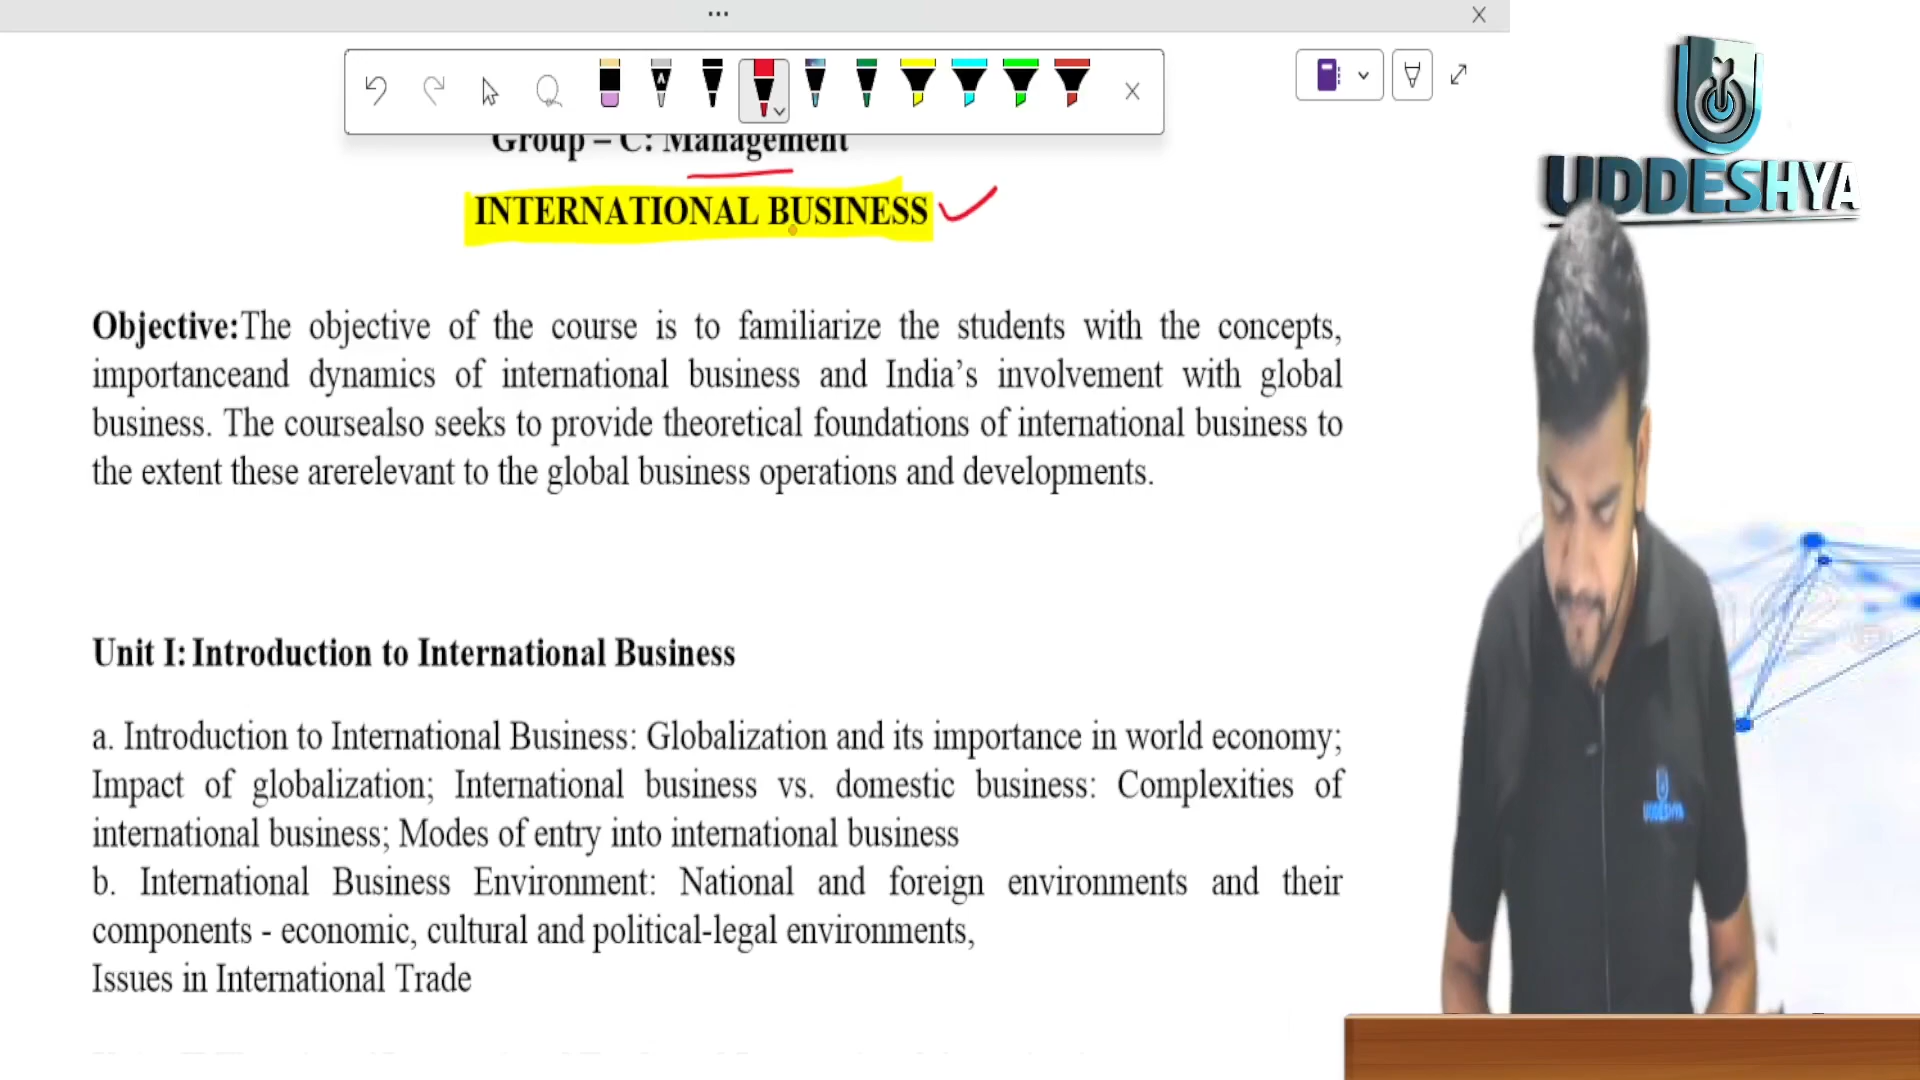 UDDESHYA
Group – C: Management
INTERNATIONAL BUSINESS
Objective:The objective of the course is to familiarize the students with the concepts,
importanceand dynamics of international business and India’s involvement with global
business. The coursealso seeks to provide theoretical foundations of international business to
the extent these arerelevant to the global business operations and developments.
Unit I: Introduction to International Business
a. Introduction to International Business: Globalization and its importance in world economy;
Impact of globalization; International business vs. domestic business: Complexities of
international business; Modes of entry into international business
b. International Business Environment: National and foreign environments and their
components - economic, cultural and political-legal environments,
Issues in International Trade
UDDESHYA